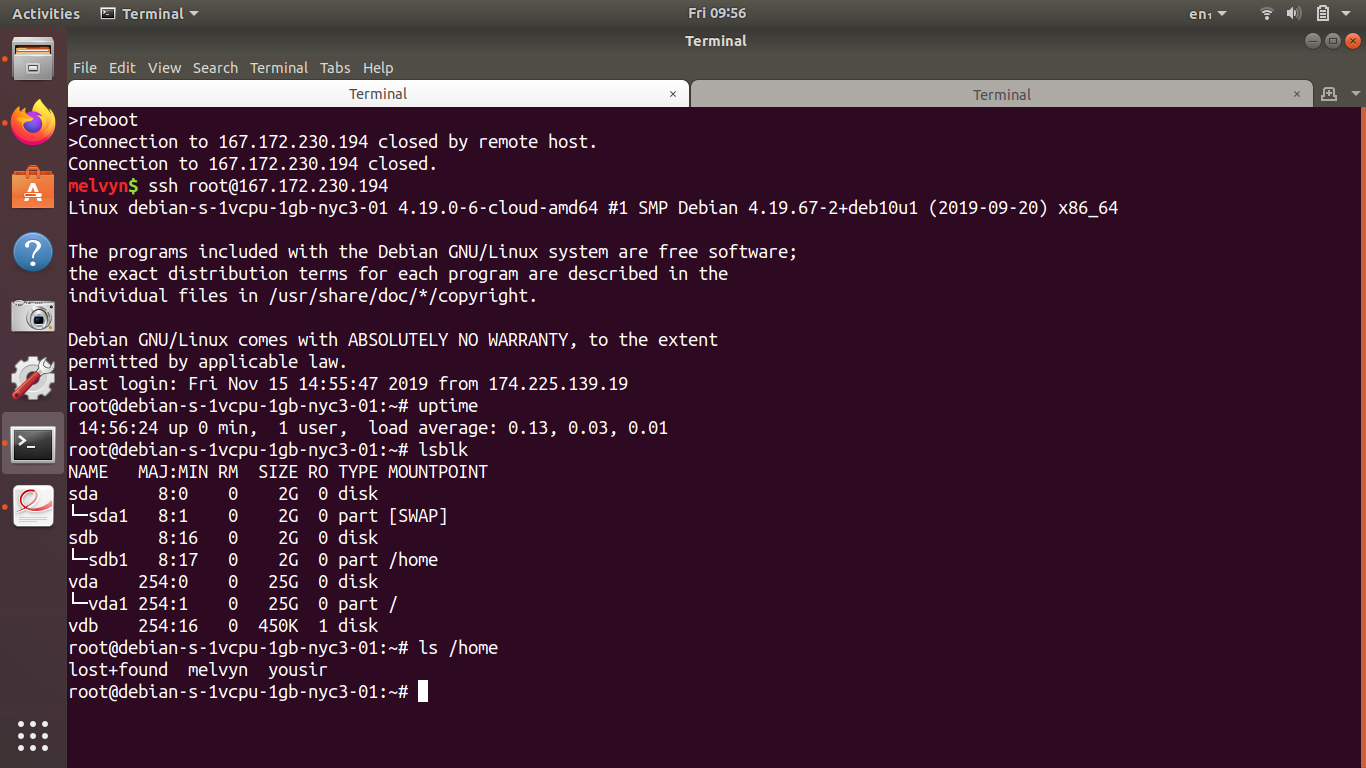 Activities Terminal Fri 09:56 en₁
Terminal
File Edit View Search Terminal Tabs Help
Terminal × Terminal ×
>reboot
>Connection to 167.172.230.194 closed by remote host.
Connection to 167.172.230.194 closed.
melvyn$ ssh root@167.172.230.194
Linux debian-s-1vcpu-1gb-nyc3-01 4.19.0-6-cloud-amd64 #1 SMP Debian 4.19.67-2+deb10u1 (2019-09-20) x86_64

The programs included with the Debian GNU/Linux system are free software;
the exact distribution terms for each program are described in the
individual files in /usr/share/doc/*/copyright.

Debian GNU/Linux comes with ABSOLUTELY NO WARRANTY, to the extent
permitted by applicable law.
Last login: Fri Nov 15 14:55:47 2019 from 174.225.139.19
root@debian-s-1vcpu-1gb-nyc3-01:~# uptime
 14:56:24 up 0 min,  1 user,  load average: 0.13, 0.03, 0.01
root@debian-s-1vcpu-1gb-nyc3-01:~# lsblk
NAME   MAJ:MIN RM  SIZE RO TYPE MOUNTPOINT
sda      8:0    0    2G  0 disk
└─sda1   8:1    0    2G  0 part [SWAP]
sdb      8:16   0    2G  0 disk
└─sdb1   8:17   0    2G  0 part /home
vda    254:0    0   25G  0 disk
└─vda1 254:1    0   25G  0 part /
vdb    254:16   0  450K  1 disk
root@debian-s-1vcpu-1gb-nyc3-01:~# ls /home
lost+found  melvyn  yousir
root@debian-s-1vcpu-1gb-nyc3-01:~#